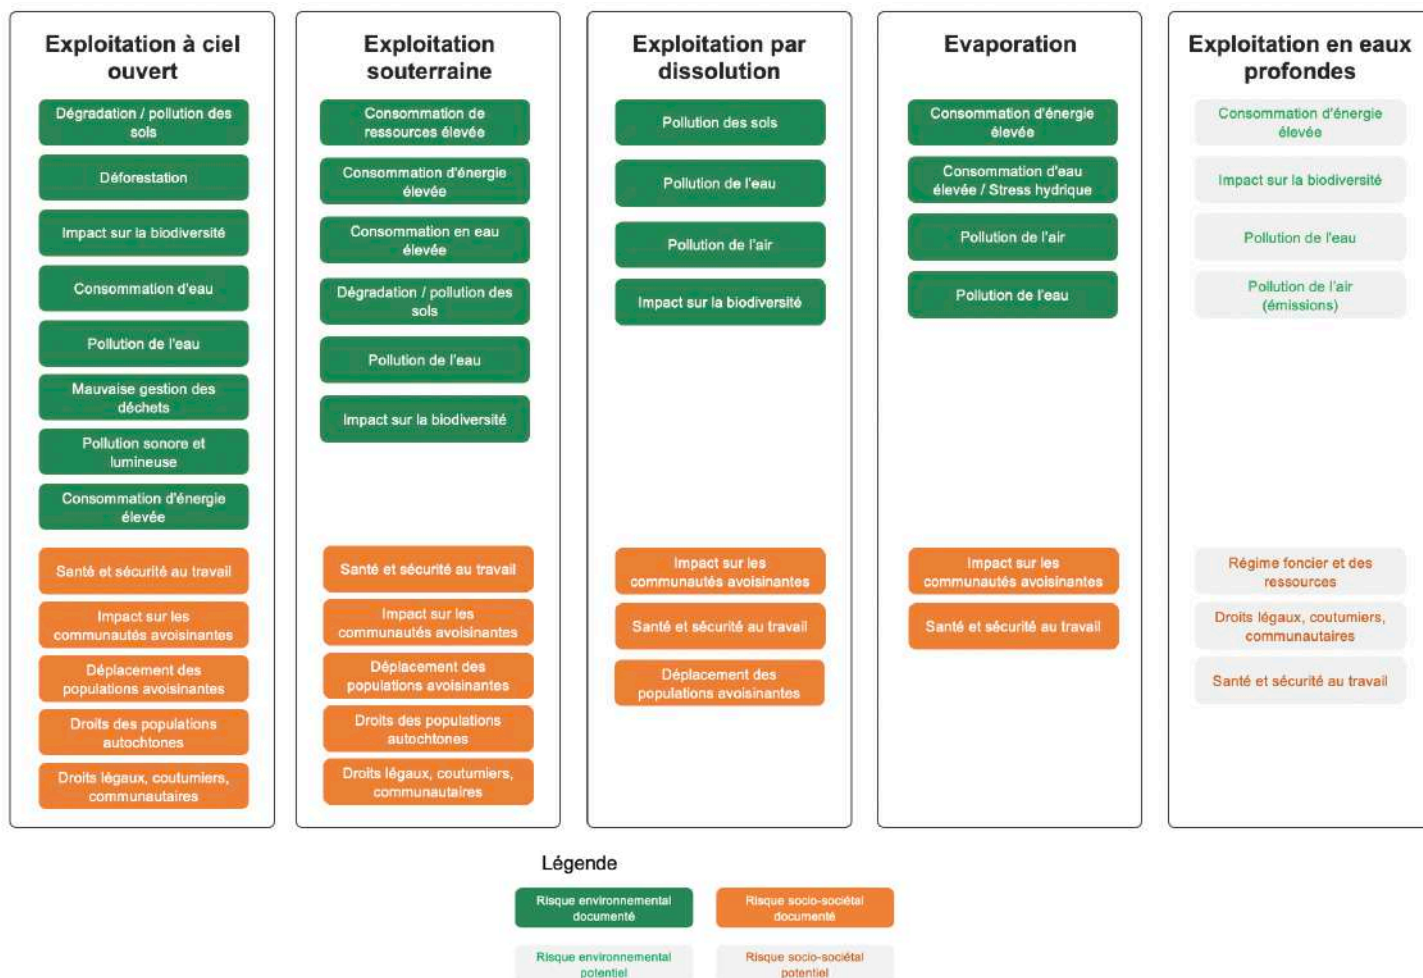 Exploitation à ciel
ouvert
Dégradation / pollution des
sols
Déforestation
Impact sur la biodiversité
Consommation d'eau
Pollution de l'eau
Mauvaise gestion des
déchets
Pollution sonore et
lumineuse
Consommation d'énergie
élevée
Santé et sécurité au travail
Impact sur les
communautés avoisinantes
Déplacement des
populations avoisinantes
Droits des populations
autochtones
Droits légaux, coutumiers,
communautaires
Exploitation
souterraine
Consommation de
ressources élevée
Consommation d'énergie
élevée
Consommation en eau
élevée
Dégradation / pollution des
sols
Pollution de l'eau
Impact sur la biodiversité
Santé et sécurité au travail
Impact sur les
communautés avoisinantes
Déplacement des
populations avoisinantes
Droits des populations
autochtones
Droits légaux, coutumiers,
communautaires
Exploitation par
dissolution
Pollution des sols
Pollution de l'eau
Pollution de l'air
Impact sur la biodiversité
Impact sur les
communautés avoisinantes
Santé et sécurité au travail
Déplacement des
populations avoisinantes
Evaporation
Consommation d'énergie
élevée
Consommation d'eau
élevée / Stress hydrique
Pollution de l'air
Pollution de l'eau
Impact sur les
communautés avoisinantes
Santé et sécurité au travail
Exploitation en eaux
profondes
Consommation d'énergie
élevée
Impact sur la biodiversité
Pollution de l'eau
Pollution de l'air
(émissions)
Régime foncier et des
ressources
Droits légaux, coutumiers,
communautaires
Santé et sécurité au travail
Légende
Risque environnemental
documenté
Risque socio-sociétal
documenté
Risque environnemental
potentiel
Risque socio-sociétal
potentiel